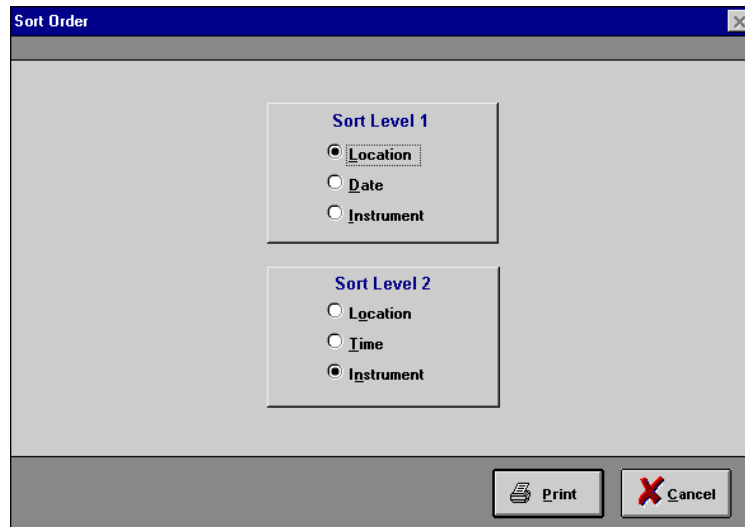 Sort Order
Sort Level 1
Location
Date
Instrument
Sort Level 2
Location
Time
Instrument
Print
Cancel